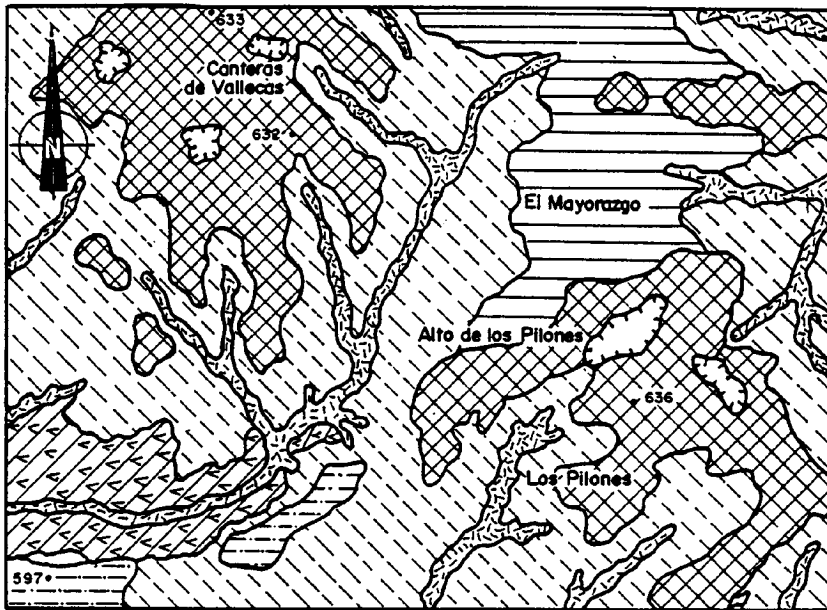 633
Canteras
de Vallecas
632
N
El Mayorazgo
Alto de los Pilones
636
Los Pilones
597